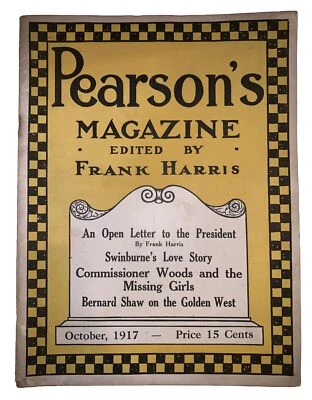 Pearson's
MAGAZINE
· EDITED BY ·
FRANK HARRIS
An Open Letter to the President
By Frank Harris
Swinburne's Love Story
Commissioner Woods and the
Missing Girls
Bernard Shaw on the Golden West
October, 1917 — Price 15 Cents